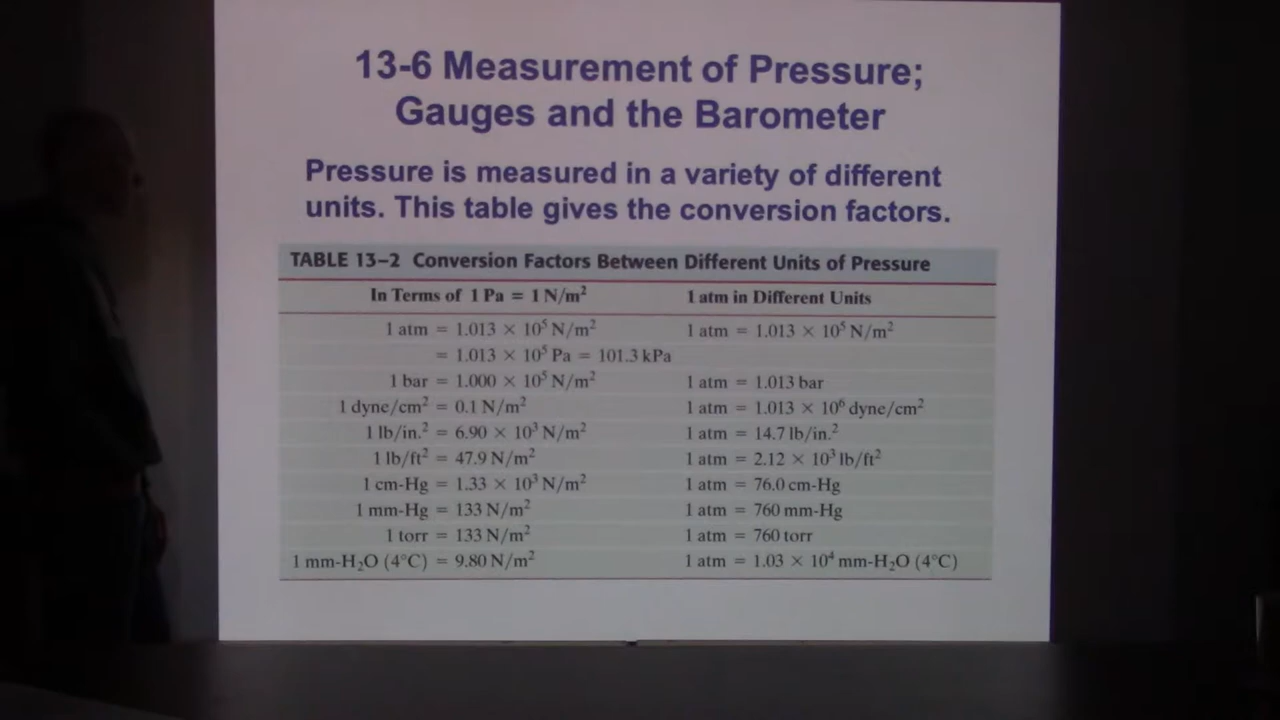 13-6 Measurement of Pressure;
Gauges and the Barometer
Pressure is measured in a variety of different
units. This table gives the conversion factors.
TABLE 13–2 Conversion Factors Between Different Units of Pressure
In Terms of 1 Pa = 1 N/m² 1 atm in Different Units
1 atm = 1.013 × 10⁵ N/m² 1 atm = 1.013 × 10⁵ N/m²
= 1.013 × 10⁵ Pa = 101.3 kPa
1 bar = 1.000 × 10⁵ N/m² 1 atm = 1.013 bar
1 dyne/cm² = 0.1 N/m² 1 atm = 1.013 × 10⁶ dyne/cm²
1 lb/in.² = 6.90 × 10³ N/m² 1 atm = 14.7 lb/in.²
1 lb/ft² = 47.9 N/m² 1 atm = 2.12 × 10³ lb/ft²
1 cm-Hg = 1.33 × 10³ N/m² 1 atm = 76.0 cm-Hg
1 mm-Hg = 133 N/m² 1 atm = 760 mm-Hg
1 torr = 133 N/m² 1 atm = 760 torr
1 mm-H₂O (4°C) = 9.80 N/m² 1 atm = 1.03 × 10⁴ mm-H₂O (4°C)